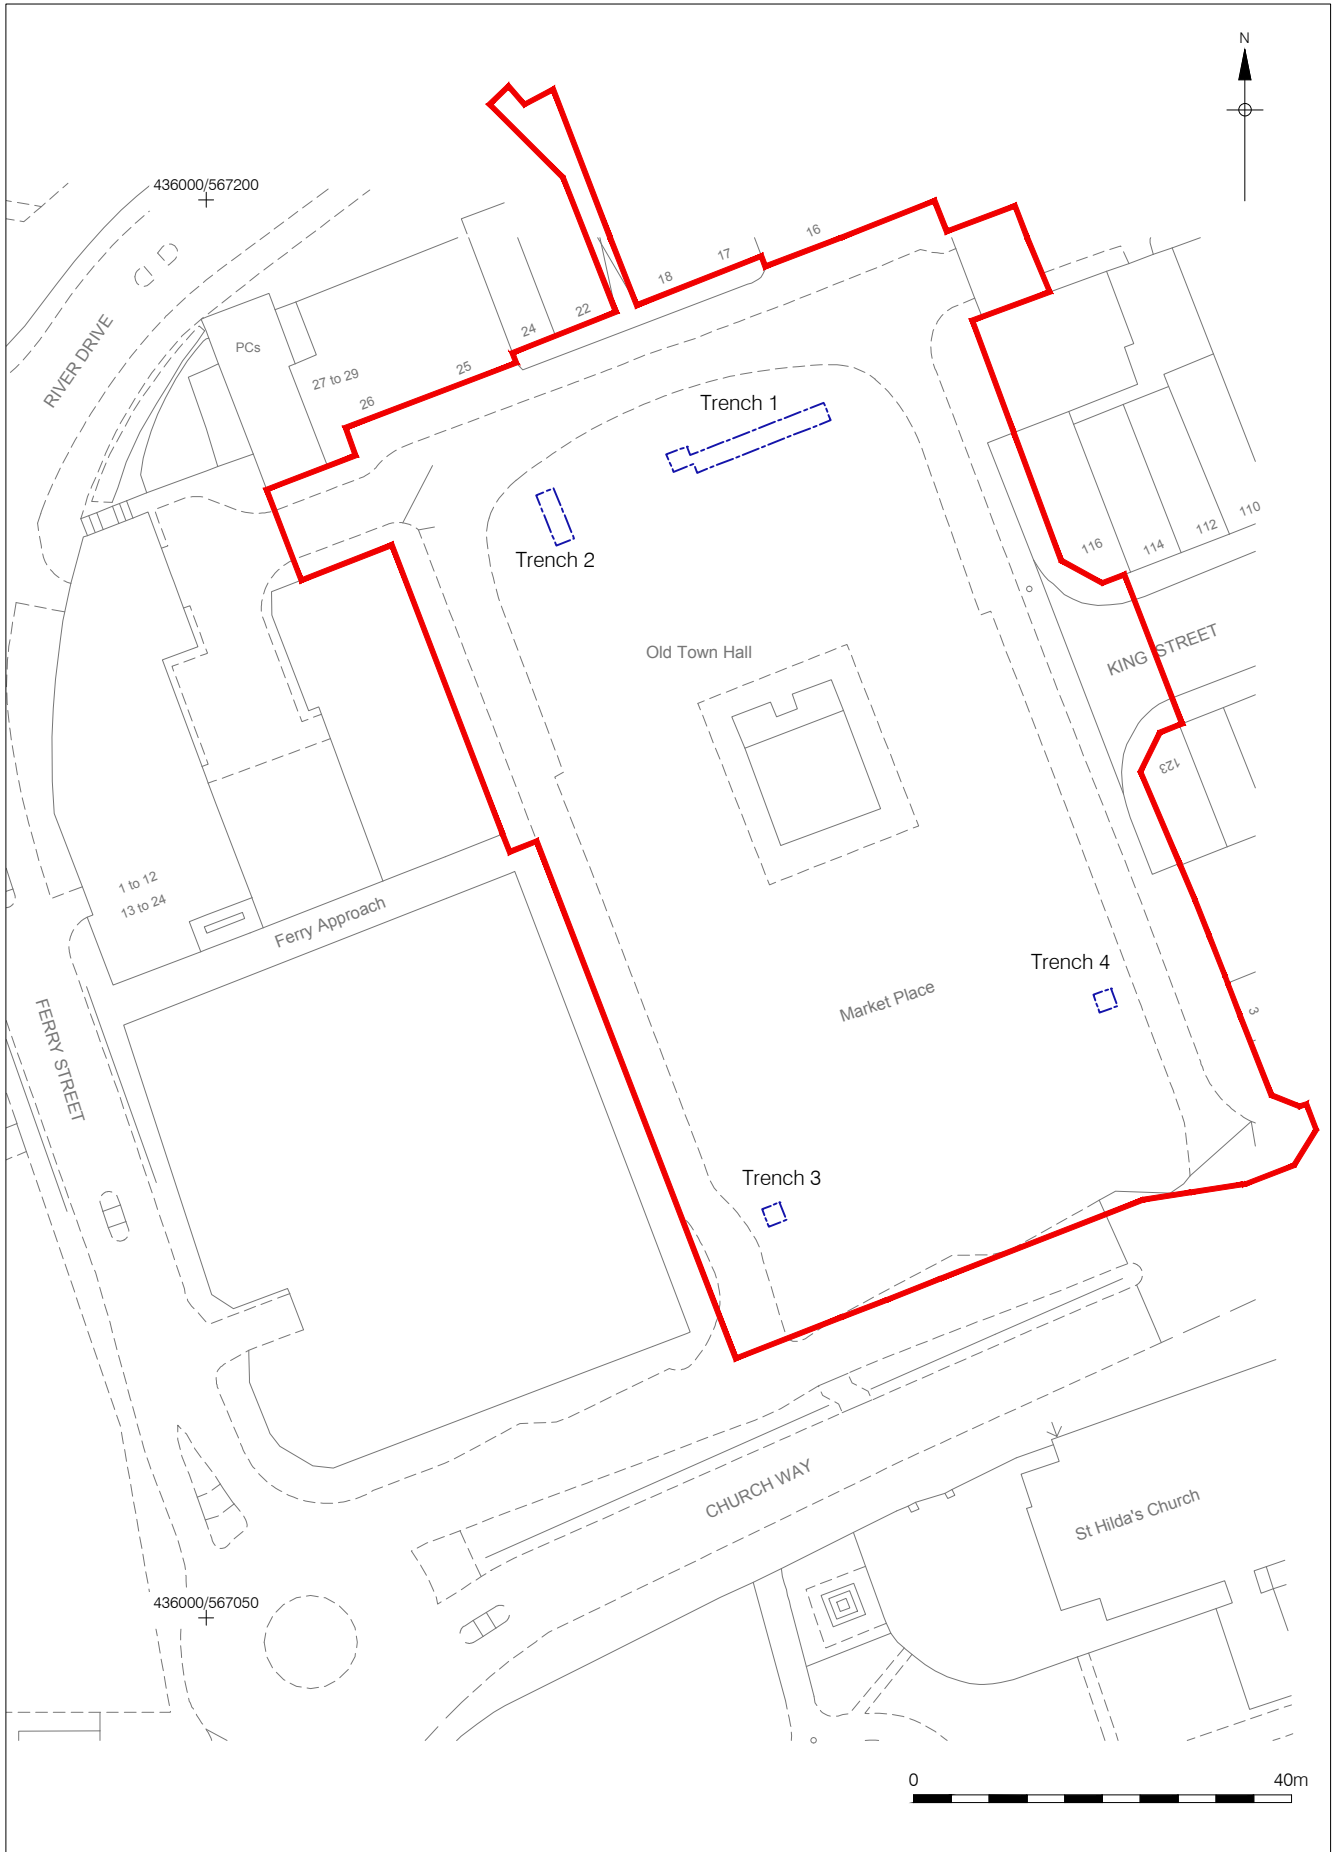 N
436000/567200
16
17
18
22
24
25
26
27 to 29
PCs
RIVER DRIVE
Trench 1
Trench 2
116
114
112
110
Old Town Hall
KING STREET
123
1 to 12
13 to 24
Ferry Approach
Trench 4
Market Place
3
FERRY STREET
Trench 3
CHURCH WAY
St Hilda's Church
436000/567050
0
40m